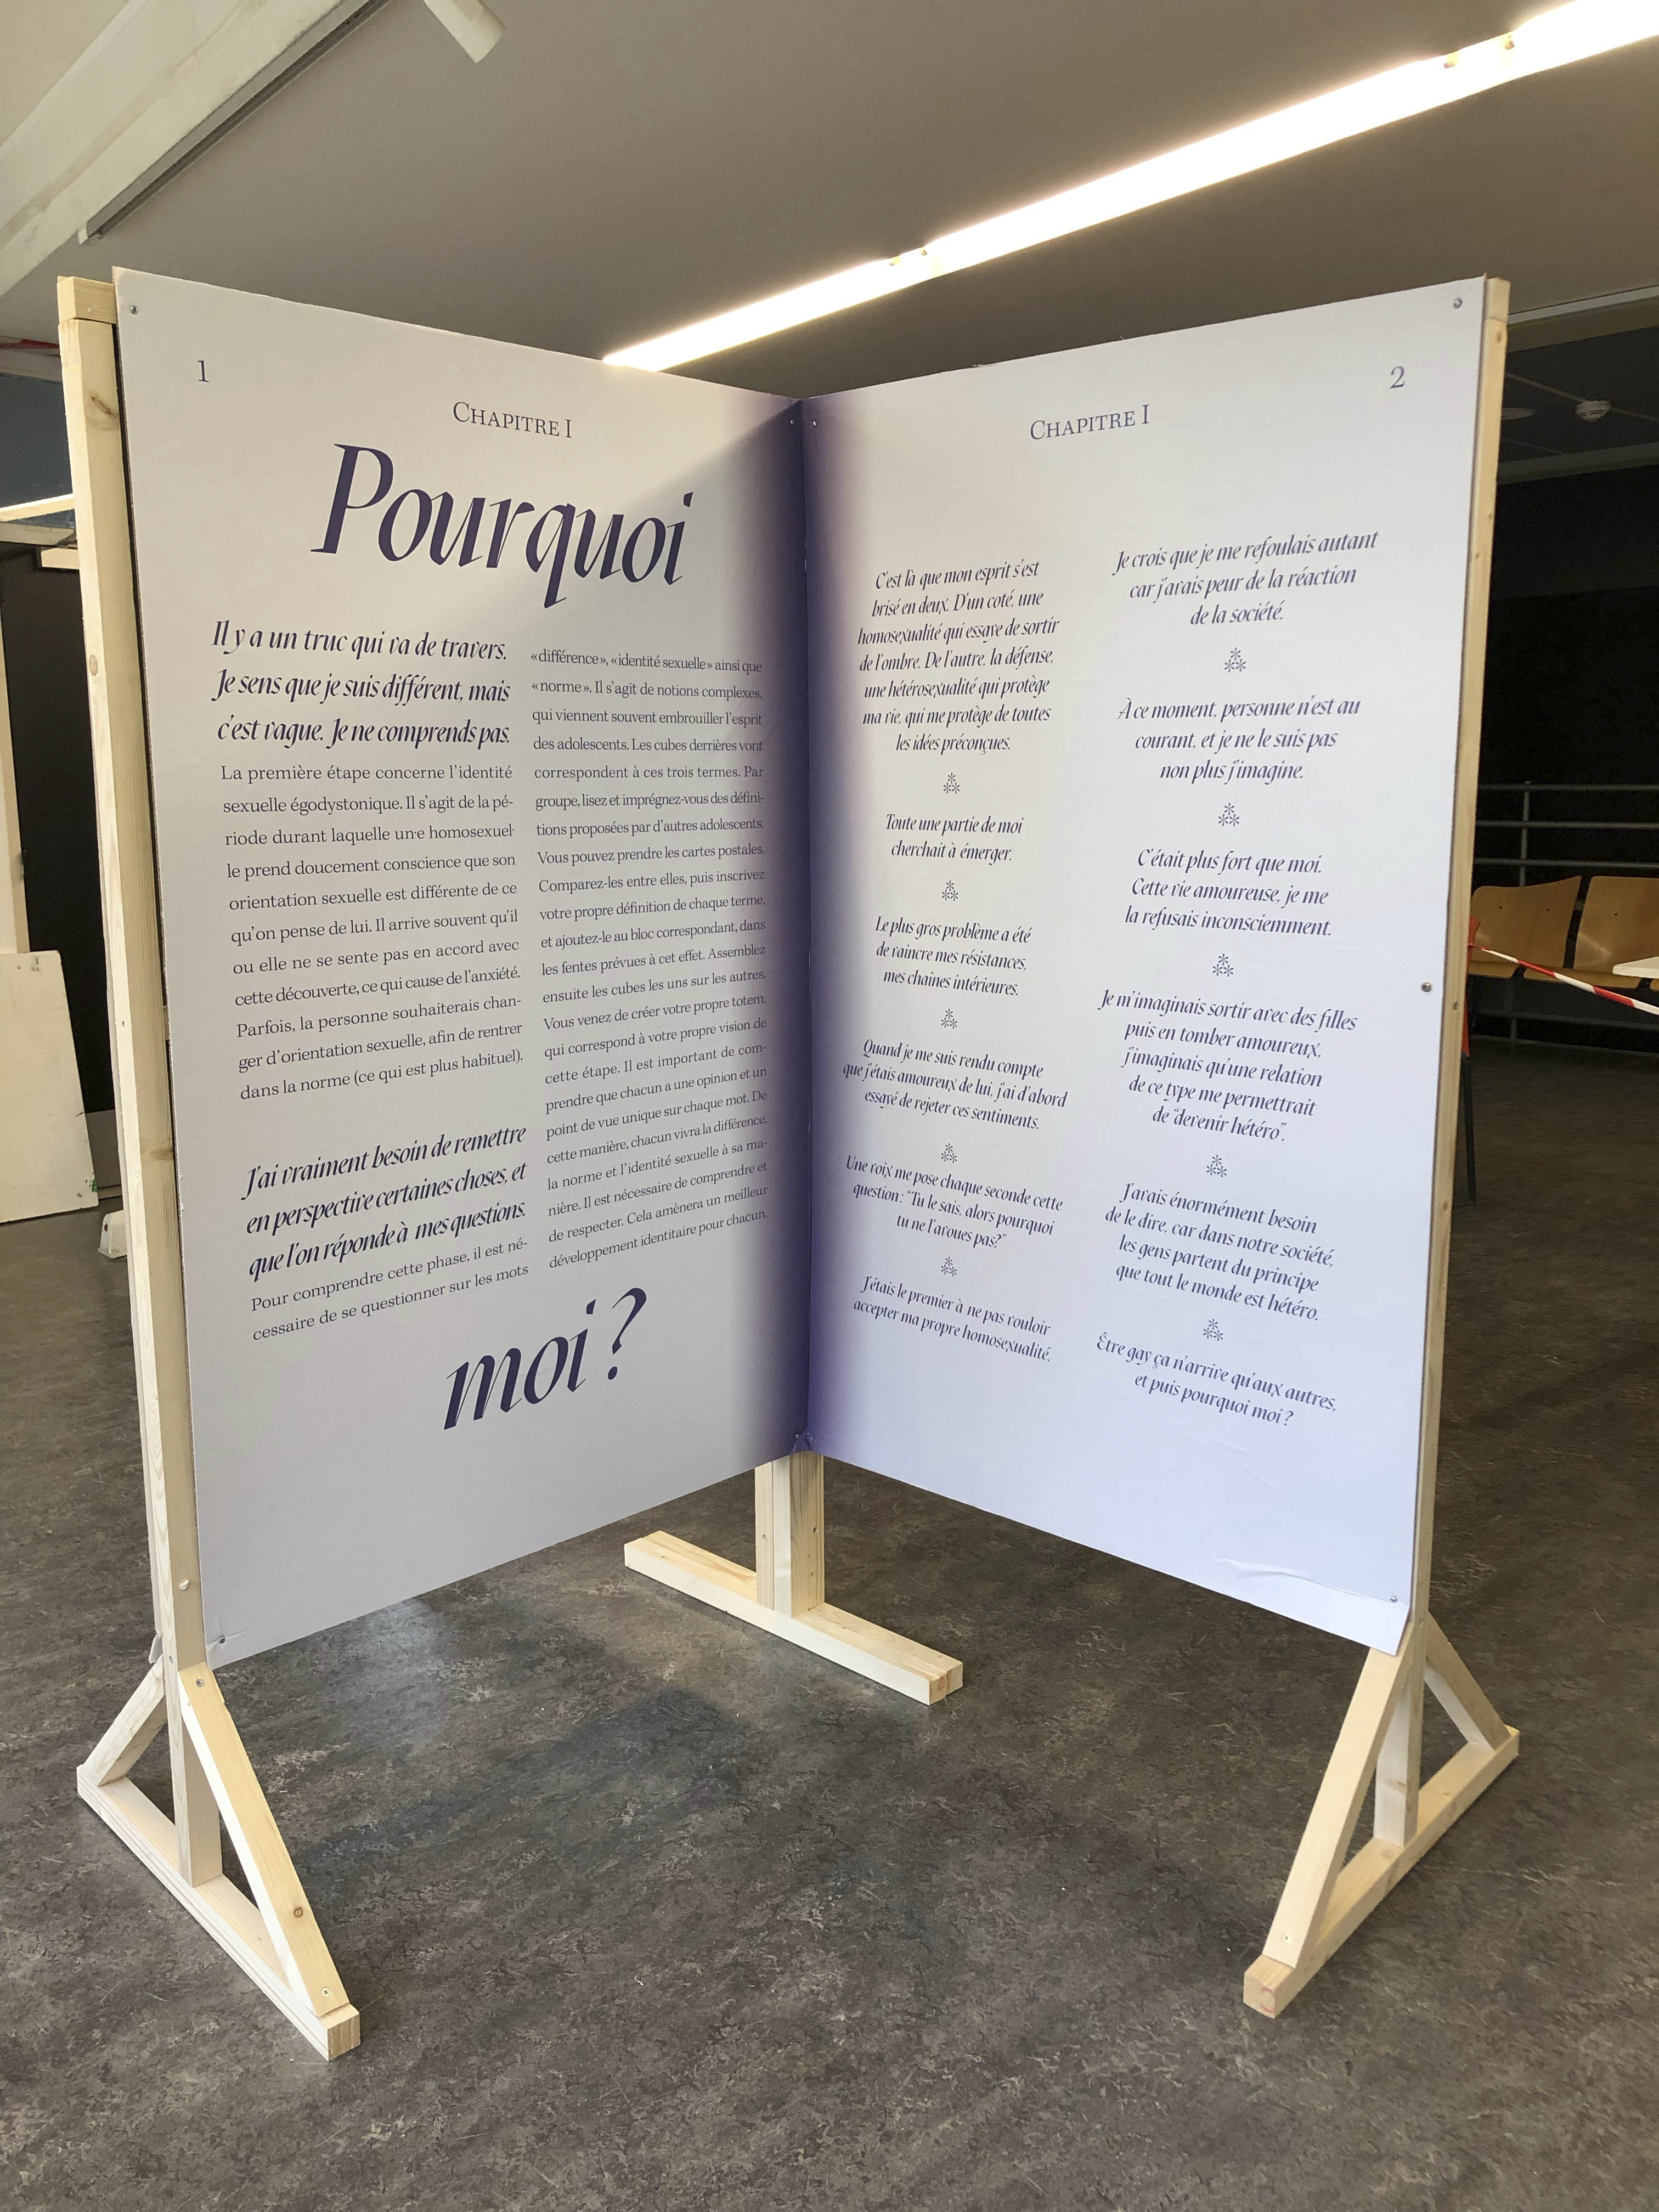 1
CHAPITRE I
Pourquoi
Il y a un truc qui va de travers.
Je sens que je suis différent, mais
c'est vague. Je ne comprends pas.
La première étape concerne l'identité
sexuelle égodystonique. Il s'agit de la pé-
riode durant laquelle un·e homosexuel·
le prend doucement conscience que son
orientation sexuelle est différente de ce
qu'on pense de lui. Il arrive souvent qu'il
ou elle ne se sente pas en accord avec
cette découverte, ce qui cause de l'anxiété.
Parfois, la personne souhaiterais chan-
ger d'orientation sexuelle, afin de rentrer
dans la norme (ce qui est plus habituel).
J'ai vraiment besoin de remettre
en perspective certaines choses, et
que l'on réponde à mes questions.
Pour comprendre cette phase, il est né-
cessaire de se questionner sur les mots
«différence», «identité sexuelle» ainsi que
«norme». Il s'agit de notions complexes,
qui viennent souvent embrouiller l'esprit
des adolescents. Les cubes derrières vont
correspondent à ces trois termes. Par
groupe, lisez et imprégnez-vous des défini-
tions proposées par d'autres adolescents.
Vous pouvez prendre les cartes postales.
Comparez-les entre elles, puis inscrivez
votre propre définition de chaque terme,
et ajoutez-le au bloc correspondant, dans
les fentes prévues à cet effet. Assemblez
ensuite les cubes les uns sur les autres.
Vous venez de créer votre propre totem,
qui correspond à votre propre vision de
cette étape. Il est important de com-
prendre que chacun a une opinion et un
point de vue unique sur chaque mot. De
cette manière, chacun vivra la différence,
la norme et l'identité sexuelle à sa ma-
nière. Il est nécessaire de comprendre et
de respecter. Cela amènera un meilleur
développement identitaire pour chacun.
moi ?
2
CHAPITRE I
C'est là que mon esprit s'est
brisé en deux. D'un coté, une
homosexualité qui essaye de sortir
de l'ombre. De l'autre, la défense,
une hétérosexualité qui protège
ma vie, qui me protège de toutes
les idées préconçues.
Toute une partie de moi
cherchait à émerger.
Le plus gros problème a été
de vaincre mes résistances,
mes chaînes intérieures.
Quand je me suis rendu compte
que j'étais amoureux de lui, j'ai d'abord
essayé de rejeter ces sentiments.
Une voix me pose chaque seconde cette
question : "Tu le sais, alors pourquoi
tu ne l'avoues pas?"
J'étais le premier à ne pas vouloir
accepter ma propre homosexualité.
Je crois que je me refoulais autant
car j'avais peur de la réaction
de la société.
À ce moment, personne n'est au
courant, et je ne le suis pas
non plus j'imagine.
C'était plus fort que moi.
Cette vie amoureuse, je me
la refusais inconsciemment.
Je m'imaginais sortir avec des filles
puis en tomber amoureux,
j'imaginais qu'une relation
de ce type me permettrait
de "devenir hétéro".
J'avais énormément besoin
de le dire, car dans notre société,
les gens partent du principe
que tout le monde est hétéro.
Être gay ça n'arrive qu'aux autres,
et puis pourquoi moi ?